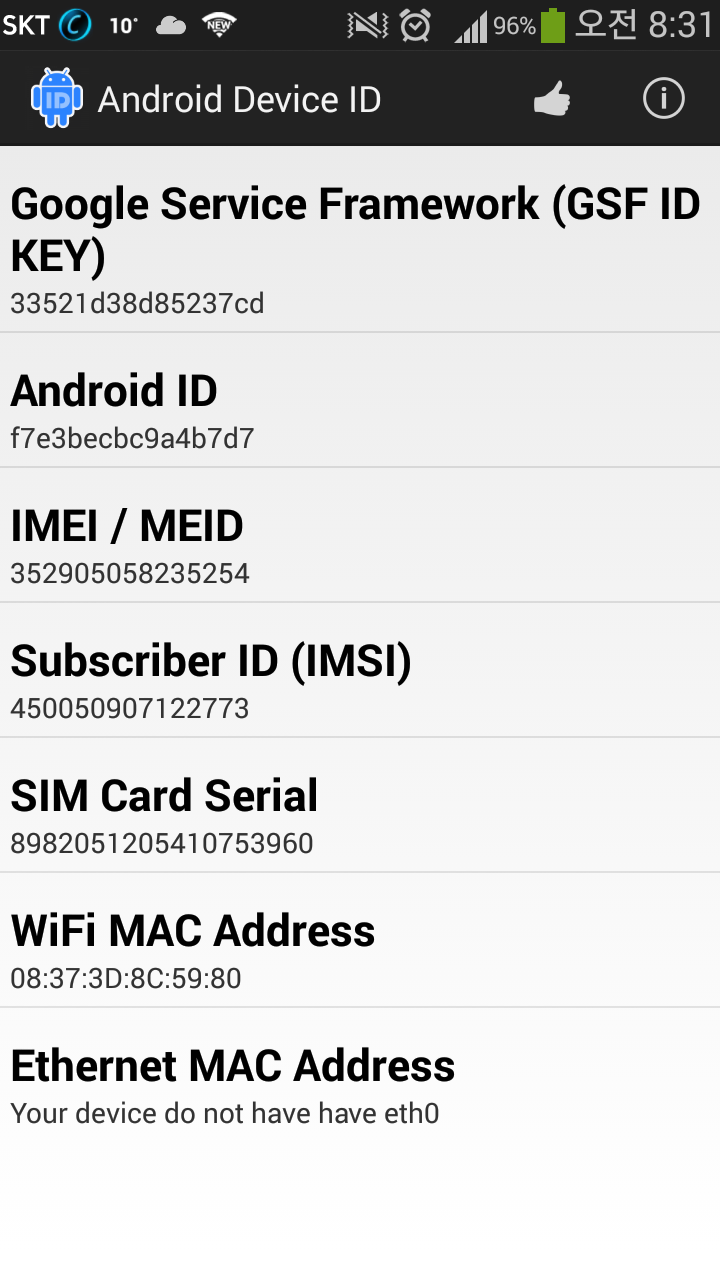 SKT 10° NEW 96% 오전 8:31
ID Android Device ID
Google Service Framework (GSF ID
KEY)
33521d38d85237cd
Android ID
f7e3becbc9a4b7d7
IMEI / MEID
352905058235254
Subscriber ID (IMSI)
450050907122773
SIM Card Serial
8982051205410753960
WiFi MAC Address
08:37:3D:8C:59:80
Ethernet MAC Address
Your device do not have have eth0